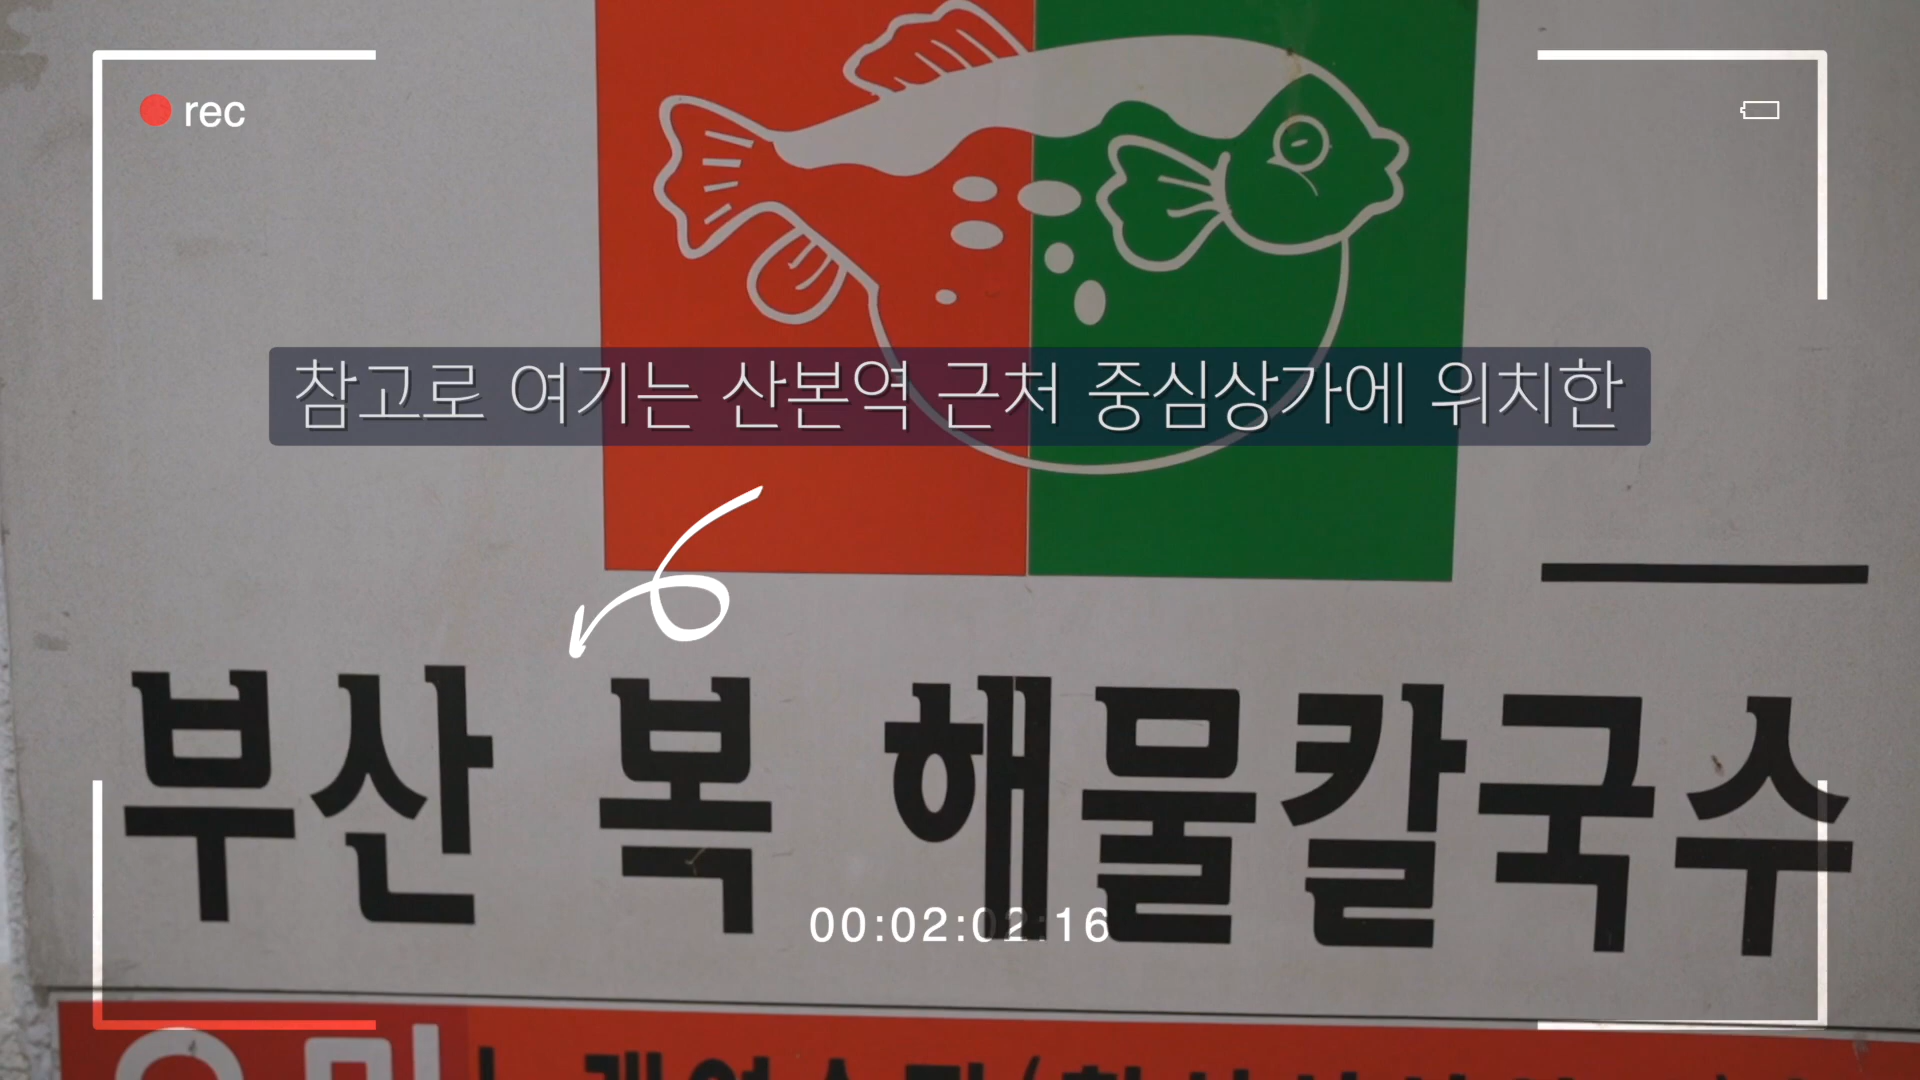 rec
참고로 여기는 산본역 근처 중심상가에 위치한
부산 복 해물칼국수
00:02:02:16